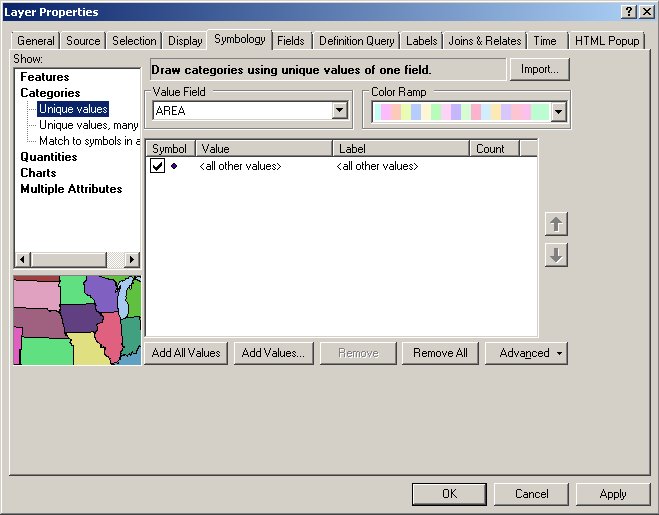 Layer Properties
General Source Selection Display Symbology Fields Definition Query Labels Joins & Relates Time HTML Popup
Show:
Features
Categories
Unique values
Unique values, many
Match to symbols in a
Quantities
Charts
Multiple Attributes
Draw categories using unique values of one field.
Import...
Value Field
AREA
Color Ramp
Symbol Value Label Count
<all other values> <all other values>
Add All Values Add Values... Remove Remove All Advanced
OK Cancel Apply